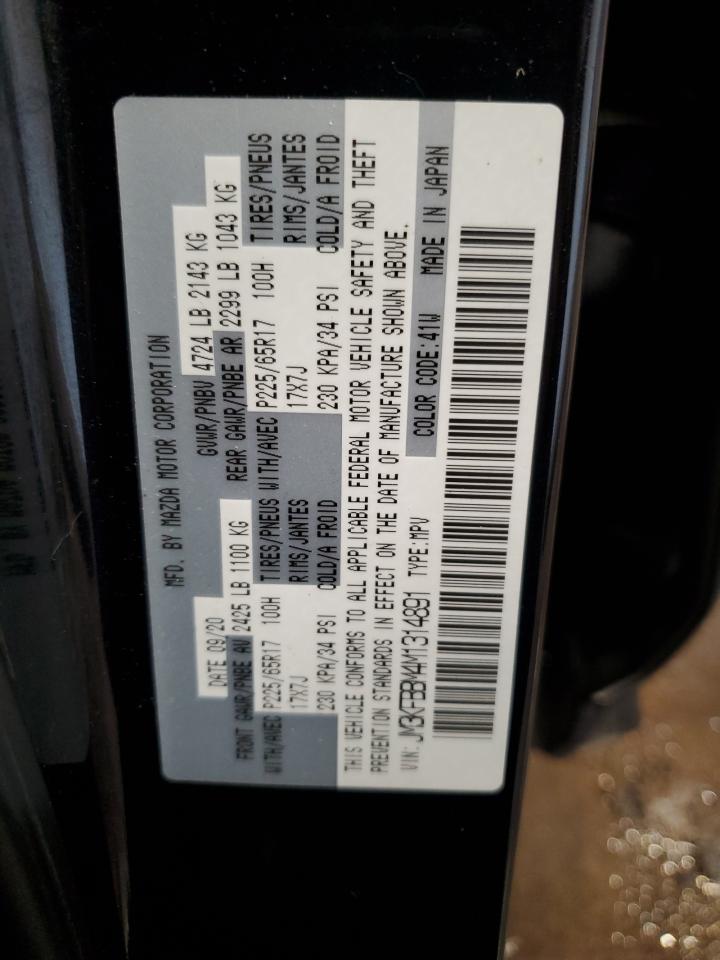 MFD. BY MAZDA MOTOR CORPORATION
DATE 09/20 GVWR/PNBV 4724 LB 2143 KG
FRONT GAWR/PNBE AV 2425 LB 1100 KG REAR GAWR/PNBE AR 2299 LB 1043 KG
WITH/AVEC P225/65R17 100H TIRES/PNEUS WITH/AVEC P225/65R17 100H TIRES/PNEUS
17X7J RIMS/JANTES 17X7J RIMS/JANTES
230 KPA/34 PSI COLD/A FROID 230 KPA/34 PSI COLD/A FROID
THIS VEHICLE CONFORMS TO ALL APPLICABLE FEDERAL MOTOR VEHICLE SAFETY AND THEFT
PREVENTION STANDARDS IN EFFECT ON THE DATE OF MANUFACTURE SHOWN ABOVE.
VIN: JM3KFBBM4M1314891 TYPE:MPV COLOR CODE:41W MADE IN JAPAN